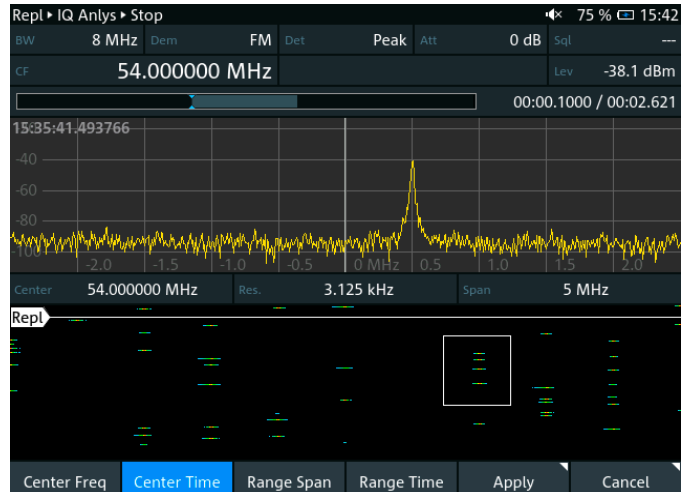 Repl ▸ IQ Anlys ▸ Stop 75 % 15:42
BW 8 MHz Dem FM Det Peak Att 0 dB Sql ---
CF 54.000000 MHz Lev -38.1 dBm
00:00.1000 / 00:02.621
15:35:41.493766
-40
-60
-80
-100
-2.0 -1.5 -1.0 -0.5 0 MHz 0.5 1.0 1.5 2.0
Center 54.000000 MHz Res. 3.125 kHz Span 5 MHz
Repl
Center Freq Center Time Range Span Range Time Apply Cancel